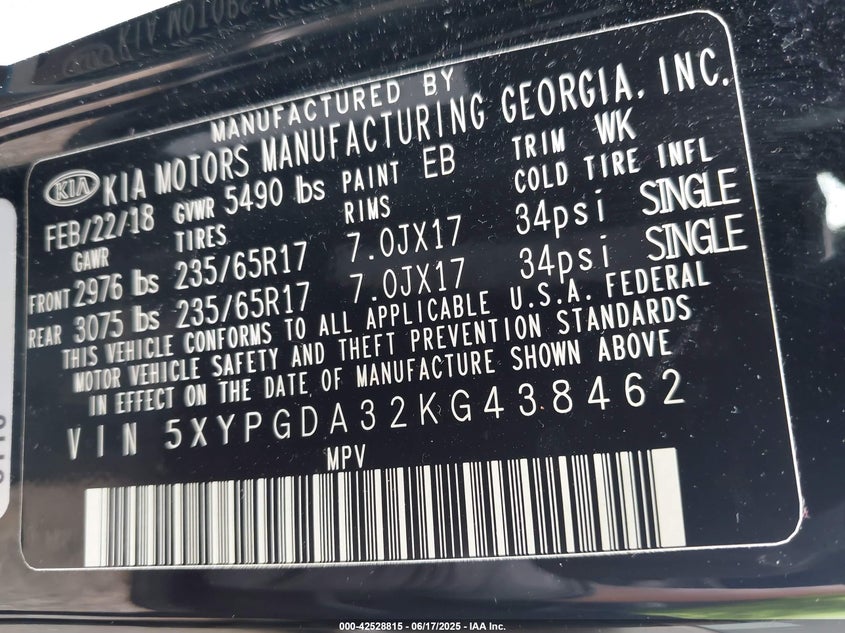 MANUFACTURED BY
KIA KIA MOTORS MANUFACTURING GEORGIA, INC.
FEB/22/18 GVWR 5490 lbs PAINT EB TRIM WK
GAWR TIRES RIMS COLD TIRE INFL
FRONT 2976 lbs 235/65R17 7.0JX17 34psi SINGLE
REAR 3075 lbs 235/65R17 7.0JX17 34psi SINGLE
THIS VEHICLE CONFORMS TO ALL APPLICABLE U.S.A. FEDERAL
MOTOR VEHICLE SAFETY AND THEFT PREVENTION STANDARDS
IN EFFECT ON THE DATE OF MANUFACTURE SHOWN ABOVE
VIN 5XYPGDA32KG438462
MPV
000-42528815 - 06/17/2025 - IAA Inc.